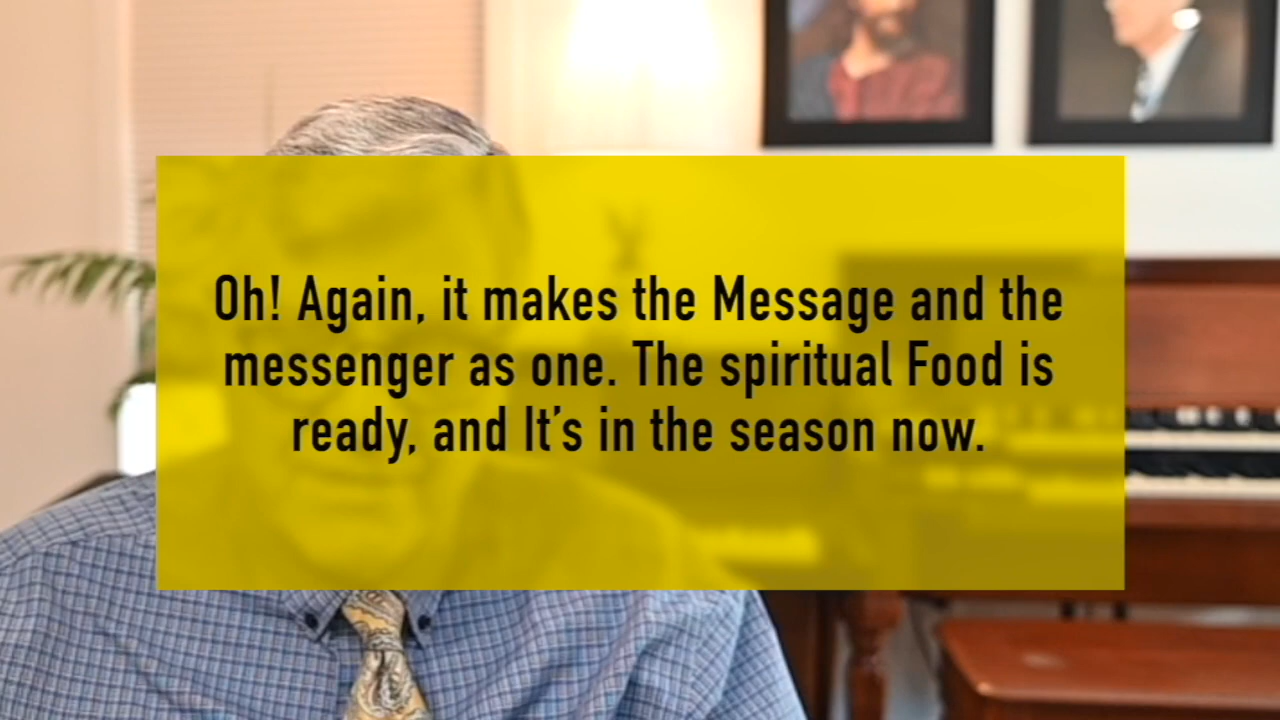 Oh! Again, it makes the Message and the
messenger as one. The spiritual Food is
ready, and It's in the season now.